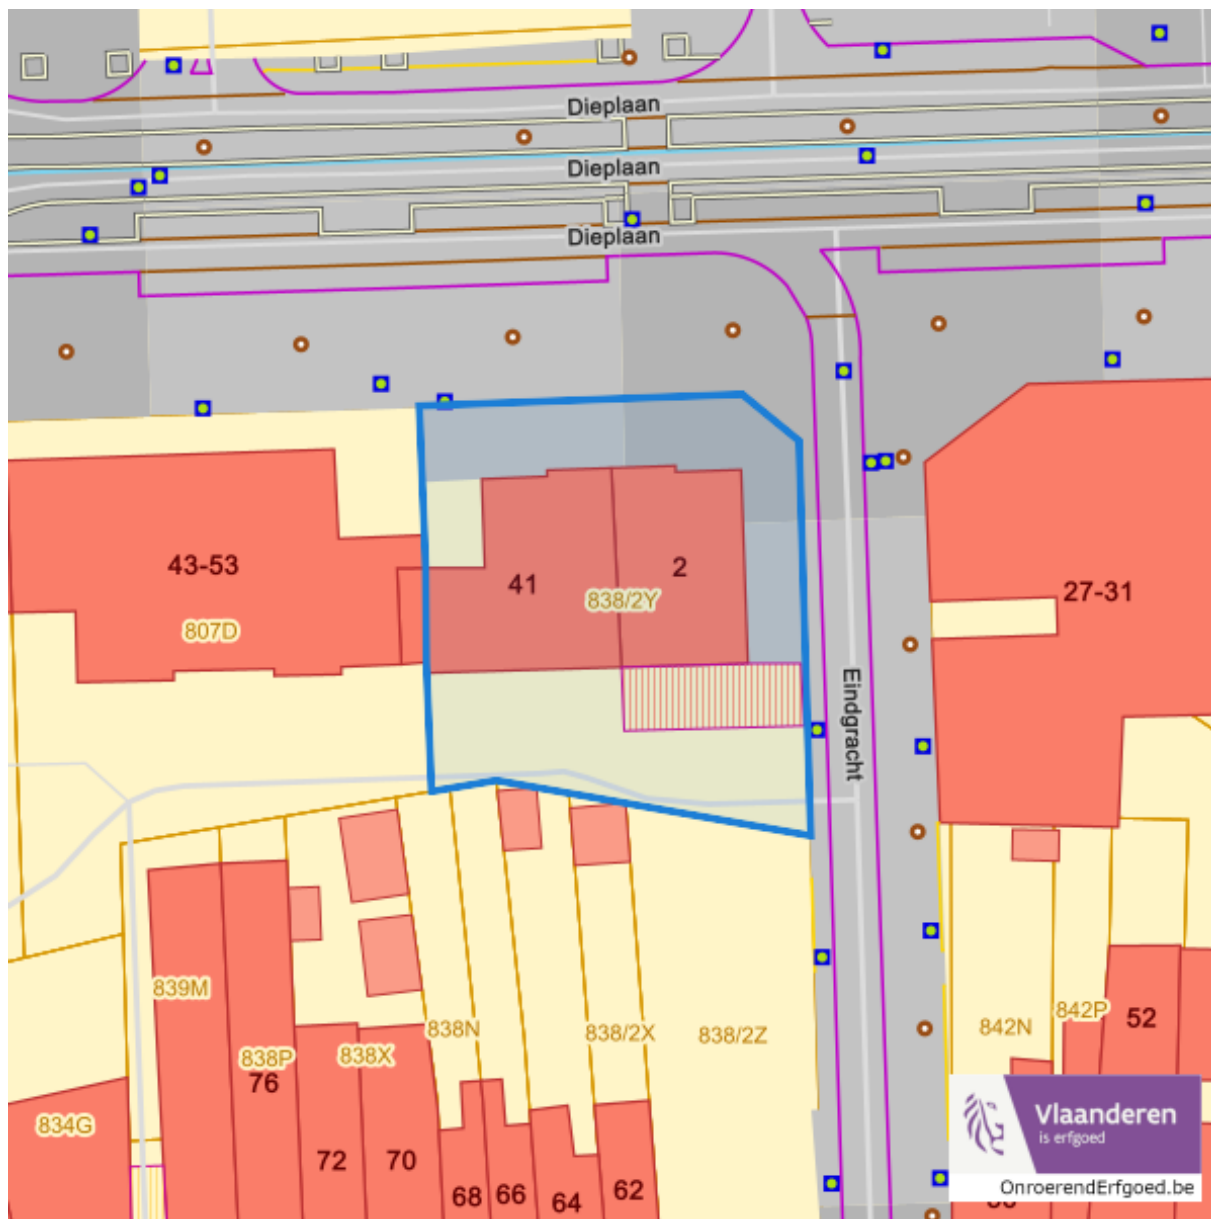 Dieplaan
Dieplaan
Dieplaan
43-53
41
2
27-31
838/2Y
807D
Eindgracht
839M
838N
838/2X
838/2Z
842N
842P
52
838P
838X
76
834G
72
70
68
66
64
62
Vlaanderen
is erfgoed
OnroerendErfgoed.be